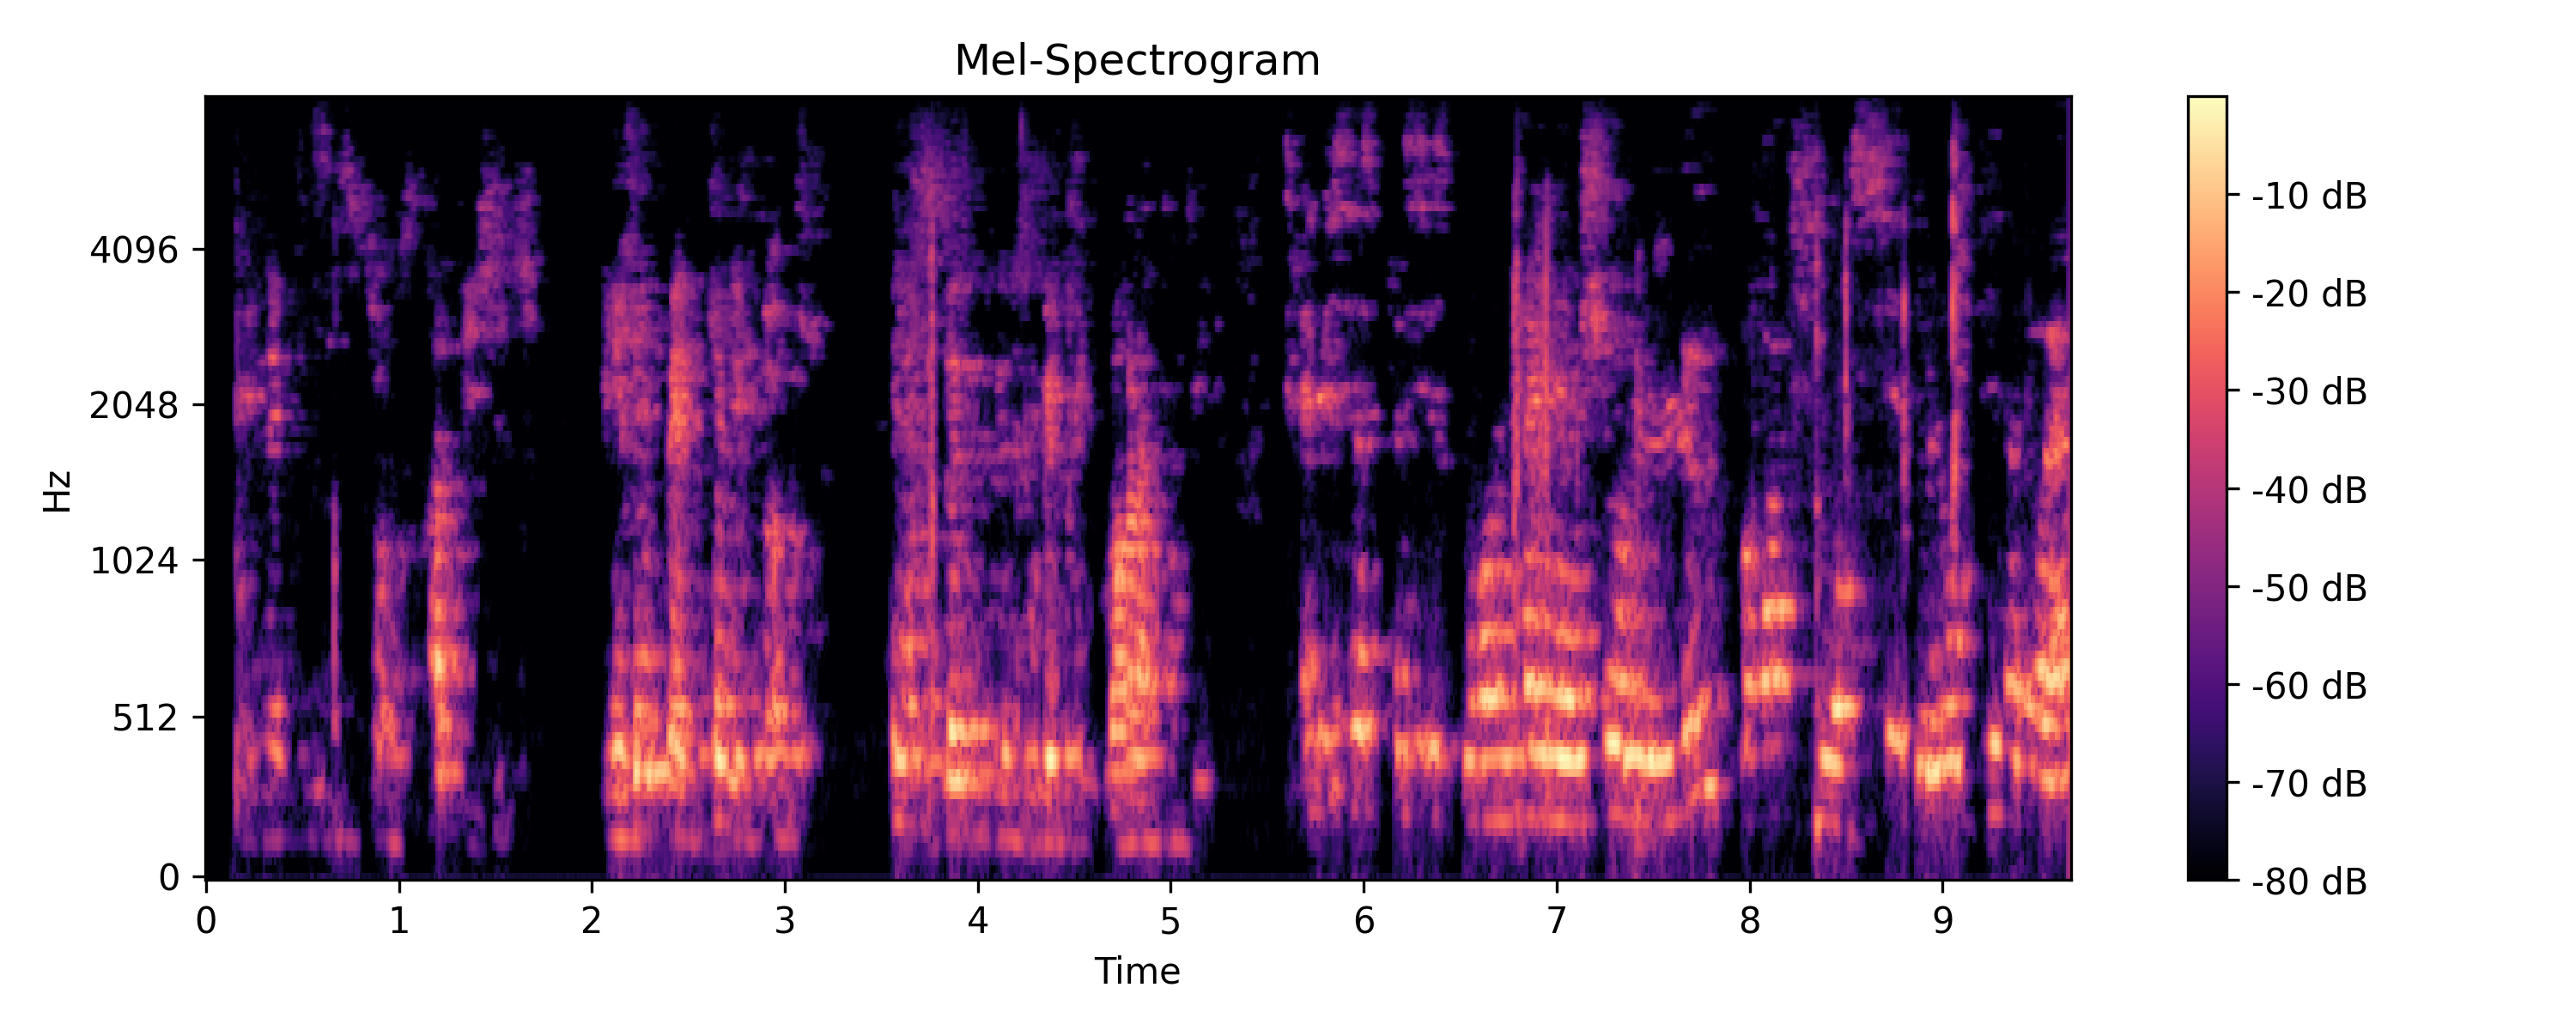 Mel-Spectrogram
Hz
4096
2048
1024
512
0
0 1 2 3 4 5 6 7 8 9
Time
-10 dB
-20 dB
-30 dB
-40 dB
-50 dB
-60 dB
-70 dB
-80 dB